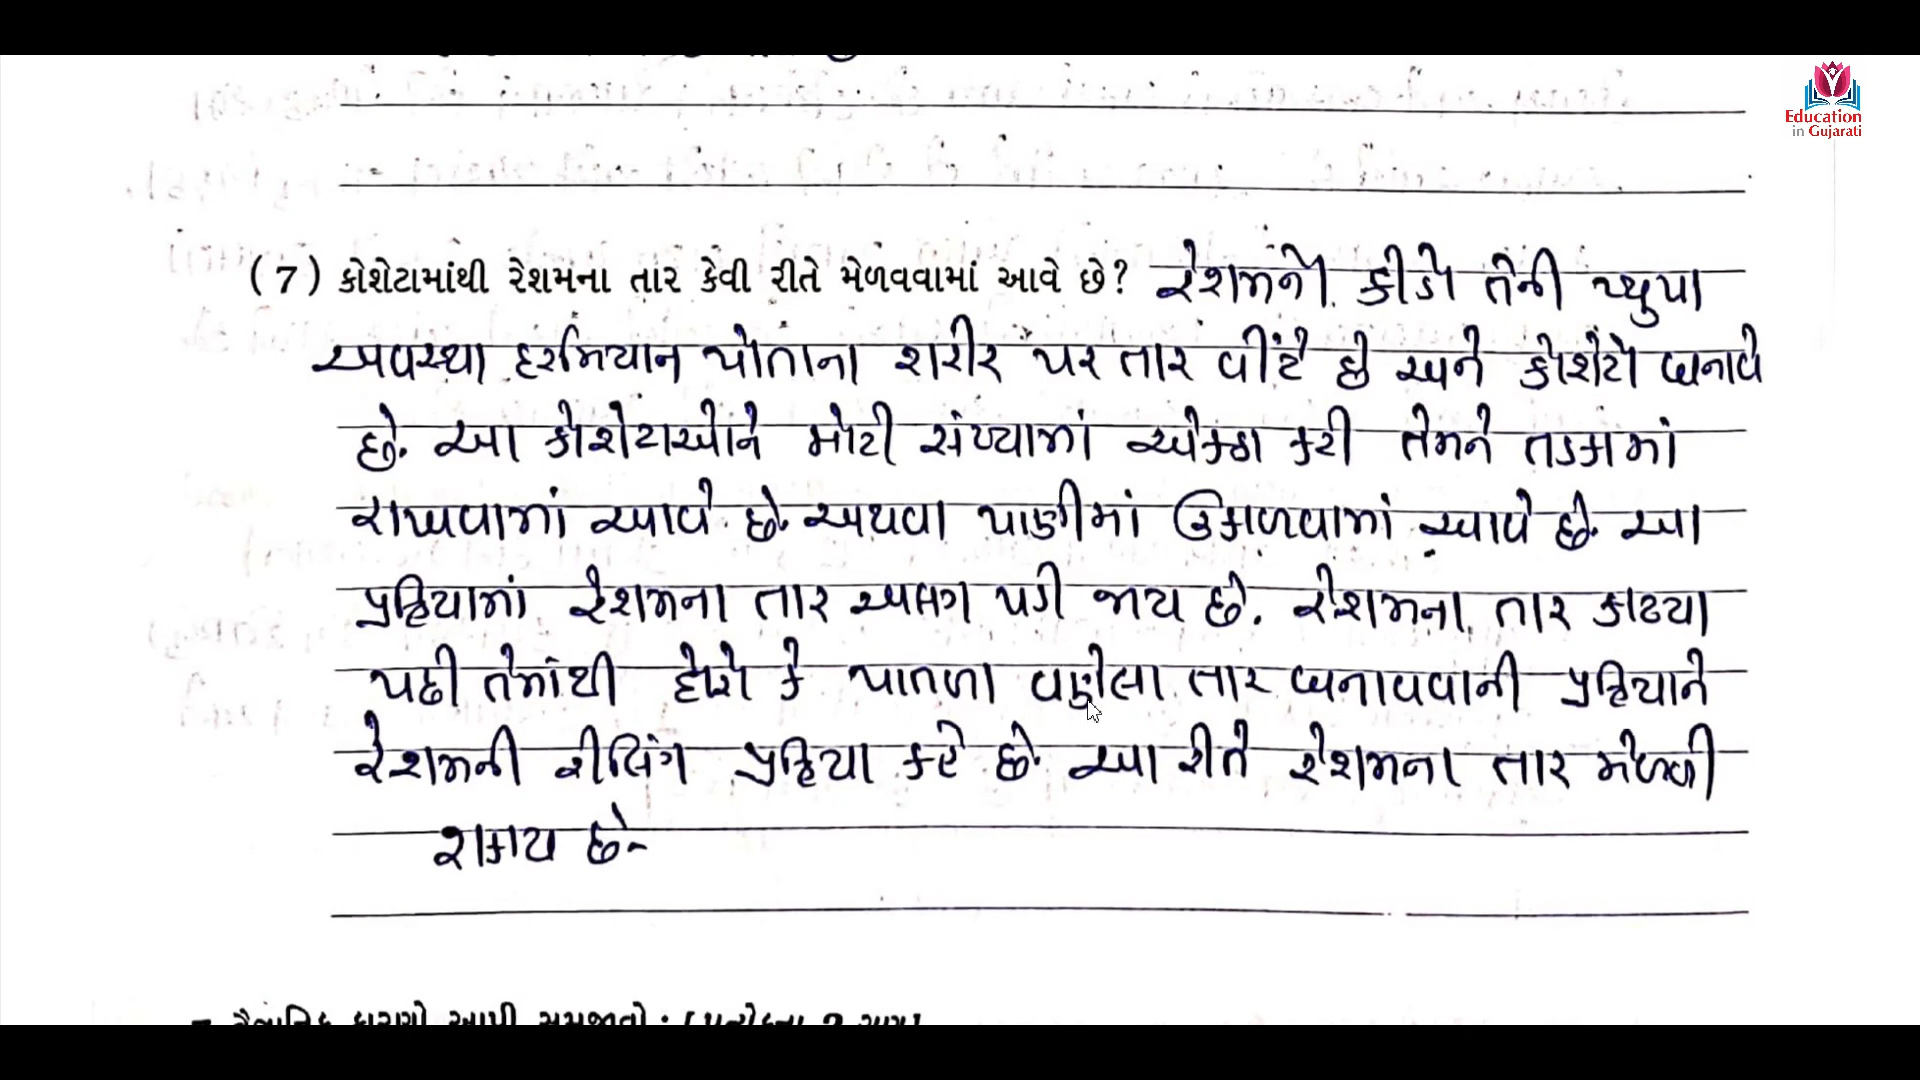 Education
in Gujarati
(7) કોશેટામાંથી રેશમના તાર કેવી રીતે મેળવવામાં આવે છે? રેશમનો કીડો તેની પ્યુપા
અવસ્થા દરમિયાન પોતાના શરીર પર તાર વીંટે છે અને કોશેટો બનાવે
છે. આ કોશેટાઓને મોટી સંખ્યામાં એકઠા કરી તેમને તડકામાં
રાખવામાં આવે છે અથવા પાણીમાં ઉકાળવામાં આવે છે. આ
પ્રક્રિયામાં રેશમના તાર અલગ પડી જાય છે. રેશમના તાર કાઢ્યા
પછી તેમાંથી દોરો કે પાતળા વણેલા તાર બનાવવાની પ્રક્રિયાને
રેશમની રીલિંગ પ્રક્રિયા કહે છે. આ રીતે રેશમના તાર મેળવી
શકાય છે.